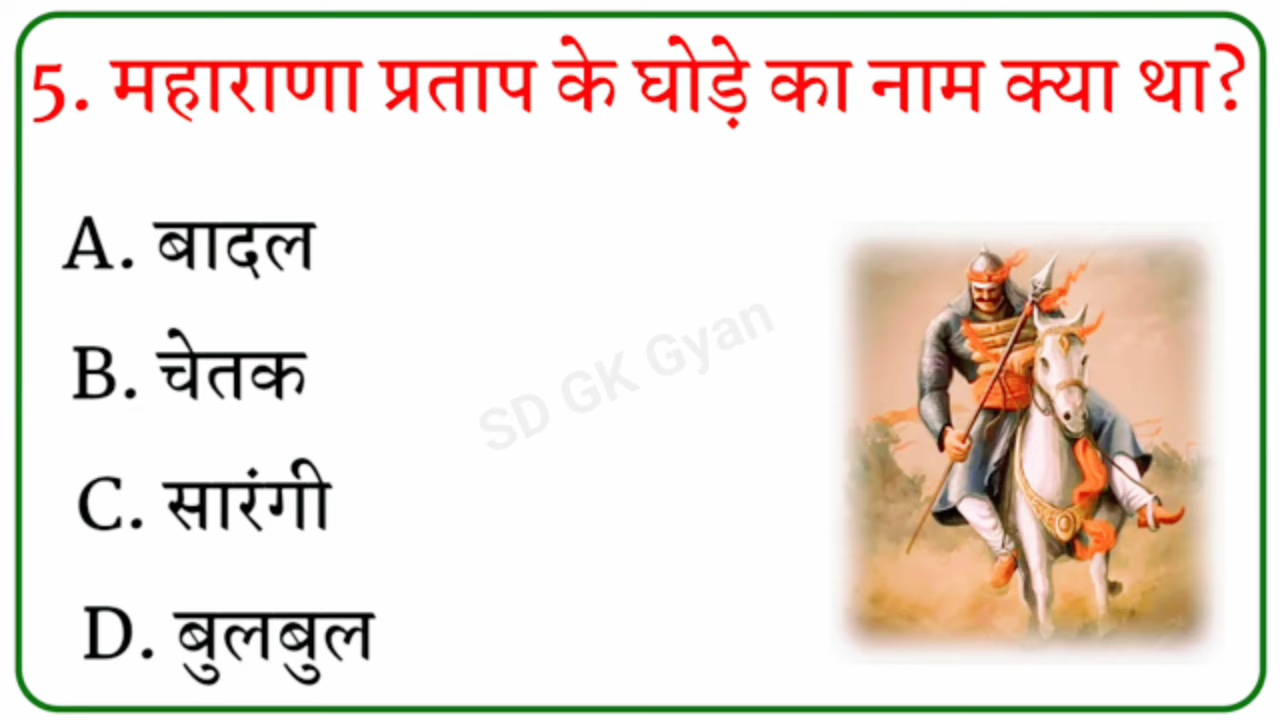 5. महाराणा प्रताप के घोड़े का नाम क्या था?
A. बादल
B. चेतक
C. सारंगी
D. बुलबुल
SD GK Gyan